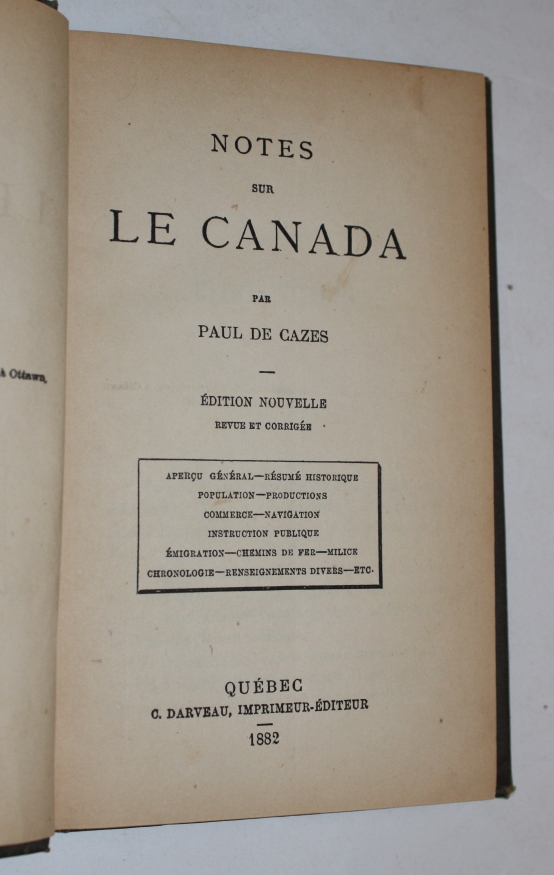 à Ottawa,
NOTES
SUR
LE CANADA
PAR
PAUL DE CAZES
ÉDITION NOUVELLE
REVUE ET CORRIGÉE
APERÇU GÉNÉRAL—RÉSUMÉ HISTORIQUE
POPULATION—PRODUCTIONS
COMMERCE—NAVIGATION
INSTRUCTION PUBLIQUE
ÉMIGRATION—CHEMINS DE FER—MILICE
CHRONOLOGIE—RENSEIGNEMENTS DIVERS—ETC.
QUÉBEC
C. DARVEAU, IMPRIMEUR-ÉDITEUR
1882